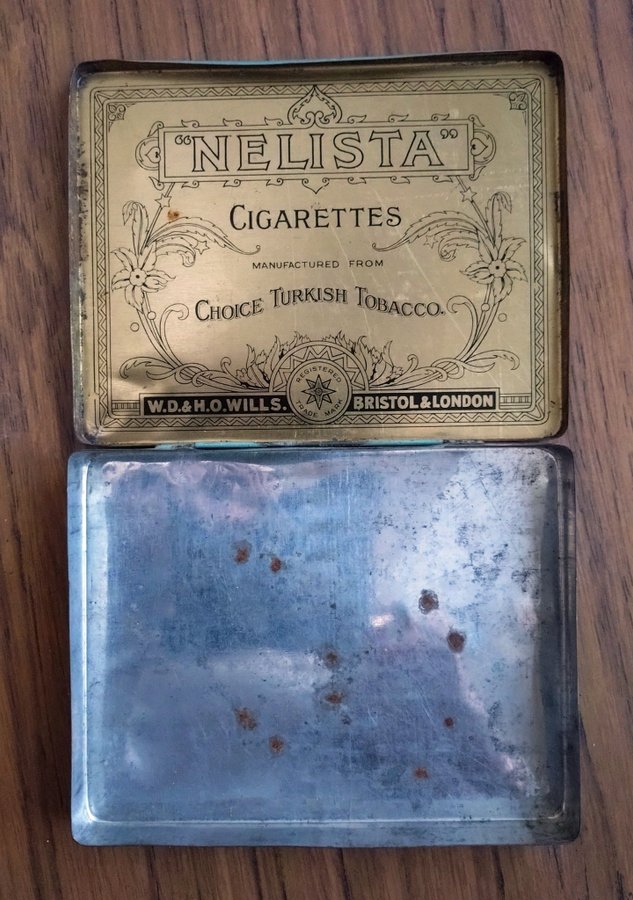 "NELISTA"
CIGARETTES
MANUFACTURED FROM
CHOICE TURKISH TOBACCO.
REGISTERED
TRADE MARK
W.D.&H.O.WILLS. BRISTOL&LONDON